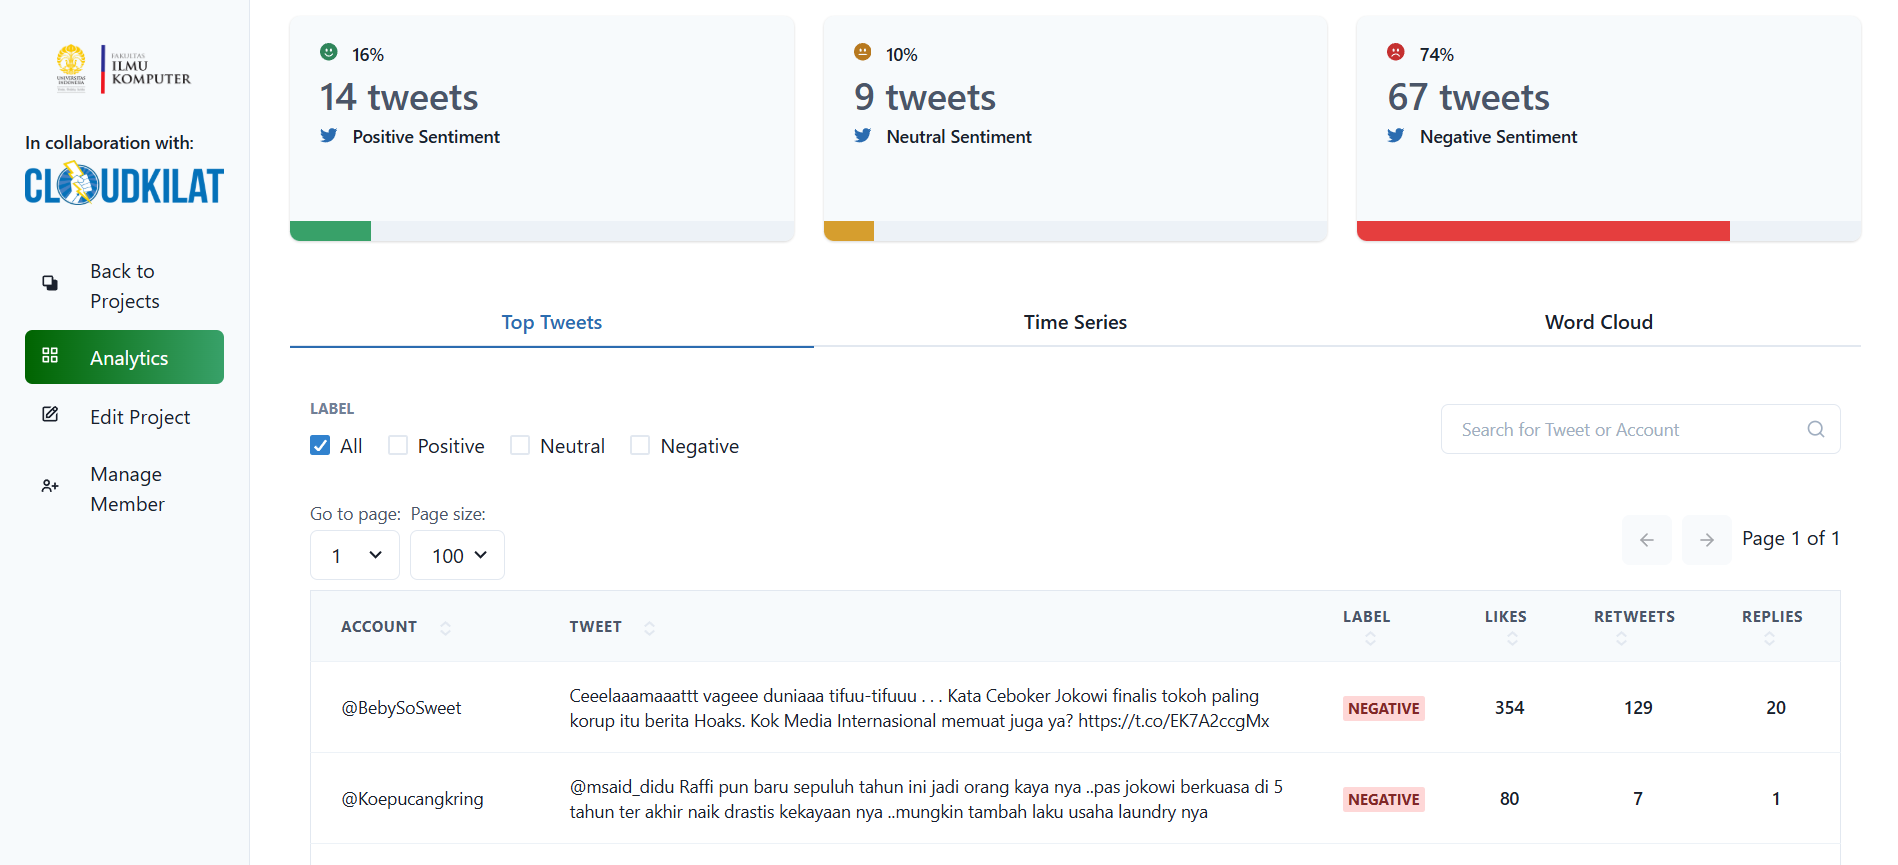 UNIVERSITAS
INDONESIA
FAKULTAS
ILMU
KOMPUTER
In collaboration with:
CLOUDKILAT
Back to
Projects
Analytics
Edit Project
Manage
Member
16%
14 tweets
Positive Sentiment
10%
9 tweets
Neutral Sentiment
74%
67 tweets
Negative Sentiment
Top Tweets
Time Series
Word Cloud
LABEL
All
Positive
Neutral
Negative
Search for Tweet or Account
Go to page:
Page size:
1
100
Page 1 of 1
ACCOUNT
TWEET
LABEL
LIKES
RETWEETS
REPLIES
@BebySoSweet
Ceeelaaamaaattt vageee duniaaa tifuu-tifuuu . . . Kata Ceboker Jokowi finalis tokoh paling
korup itu berita Hoaks. Kok Media Internasional memuat juga ya? https://t.co/EK7A2ccgMx
NEGATIVE
354
129
20
@Koepucangkring
@msaid_didu Raffi pun baru sepuluh tahun ini jadi orang kaya nya ..pas jokowi berkuasa di 5
tahun ter akhir naik drastis kekayaan nya ..mungkin tambah laku usaha laundry nya
NEGATIVE
80
7
1